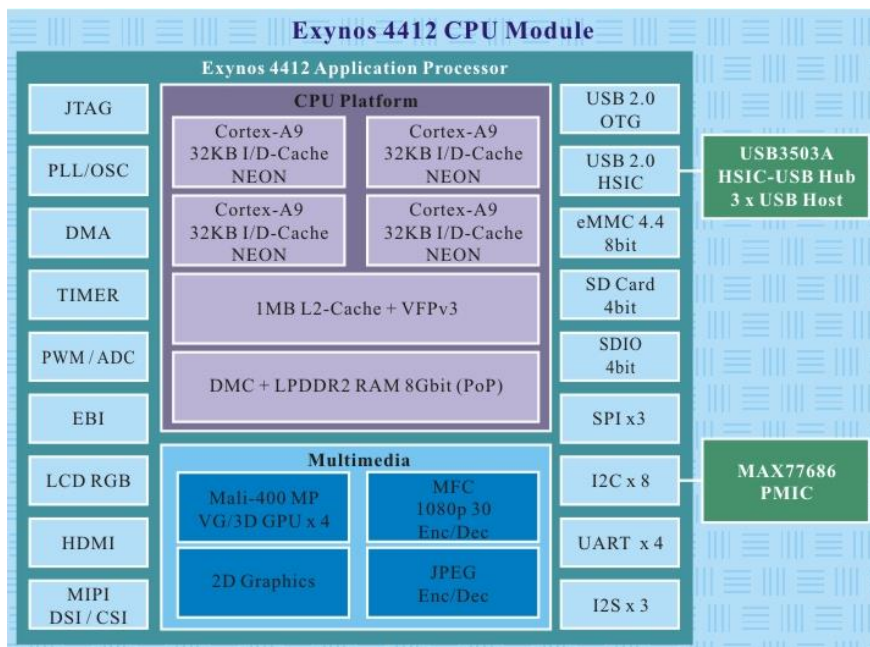 Exynos 4412 CPU Module
Exynos 4412 Application Processor
JTAG
PLL/OSC
DMA
TIMER
PWM / ADC
EBI
LCD RGB
HDMI
MIPI
DSI / CSI
CPU Platform
Cortex-A9
32KB I/D-Cache
NEON
Cortex-A9
32KB I/D-Cache
NEON
Cortex-A9
32KB I/D-Cache
NEON
Cortex-A9
32KB I/D-Cache
NEON
1MB L2-Cache + VFPv3
DMC + LPDDR2 RAM 8Gbit (PoP)
Multimedia
Mali-400 MP
VG/3D GPU x 4
MFC
1080p 30
Enc/Dec
2D Graphics
JPEG
Enc/Dec
USB 2.0
OTG
USB 2.0
HSIC
eMMC 4.4
8bit
SD Card
4bit
SDIO
4bit
SPI x3
I2C x 8
UART x 4
I2S x 3
USB3503A
HSIC-USB Hub
3 x USB Host
MAX77686
PMIC